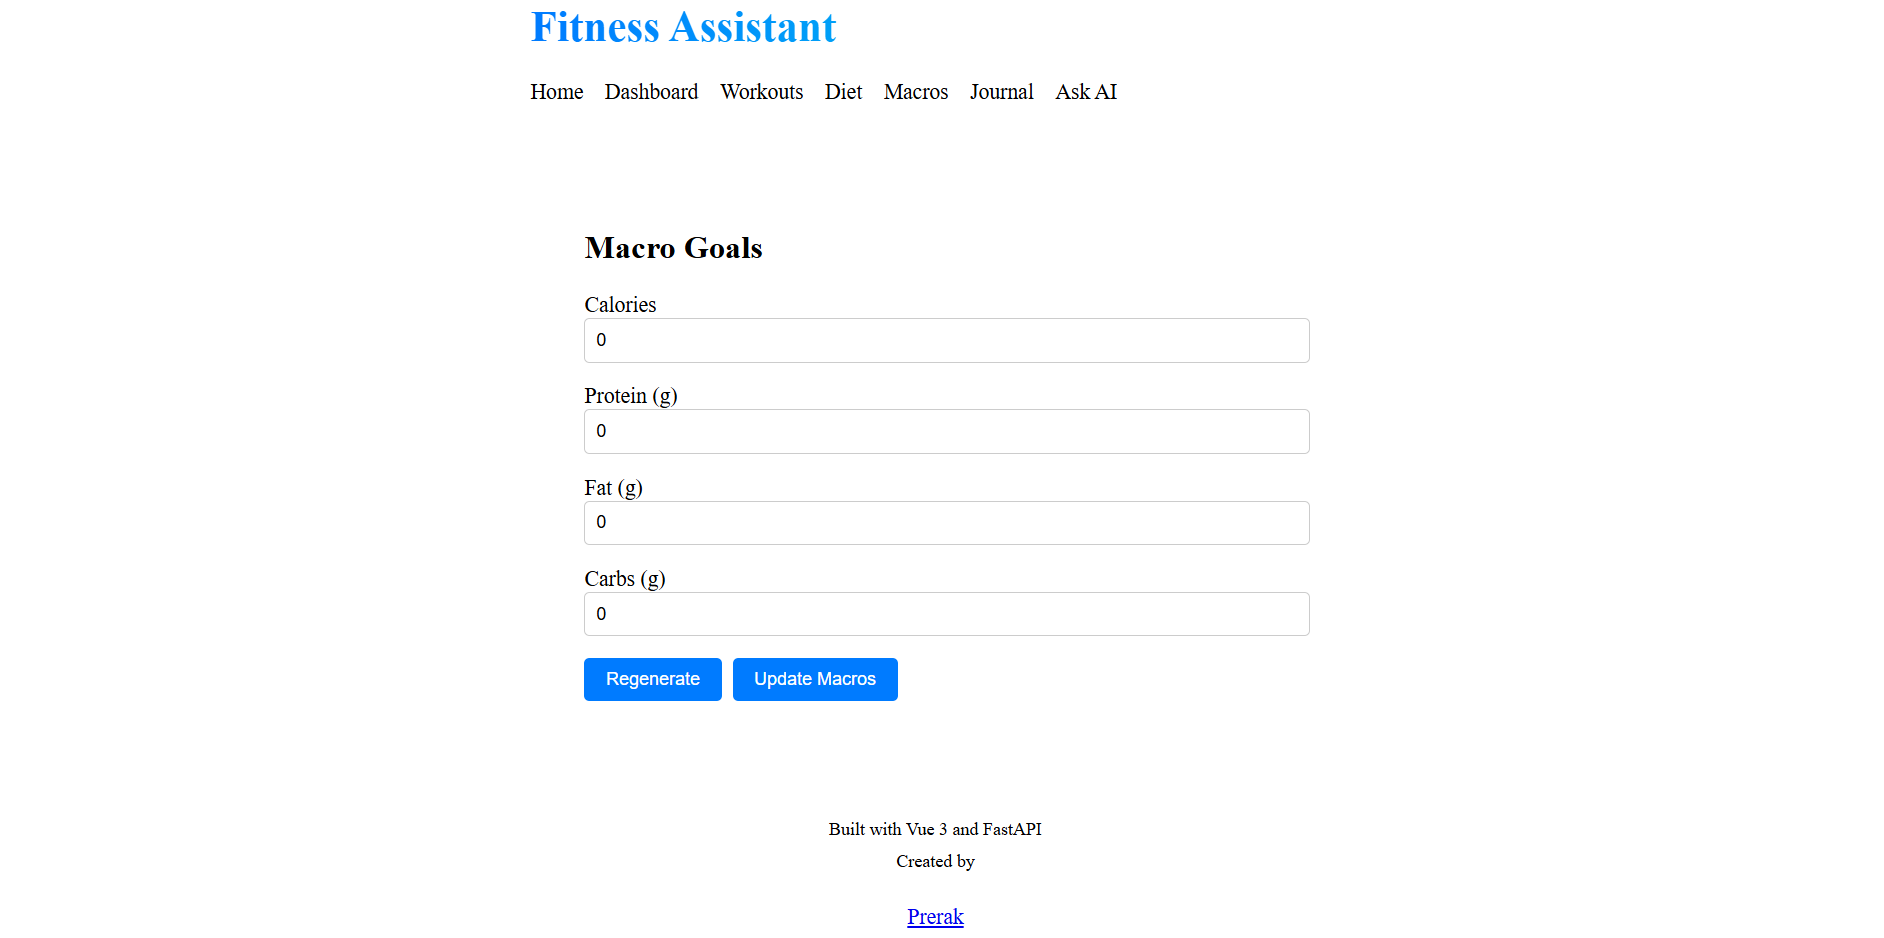 Fitness Assistant
Home Dashboard Workouts Diet Macros Journal Ask AI
Macro Goals
Calories
0
Protein (g)
0
Fat (g)
0
Carbs (g)
0
Regenerate Update Macros
Built with Vue 3 and FastAPI
Created by
Prerak